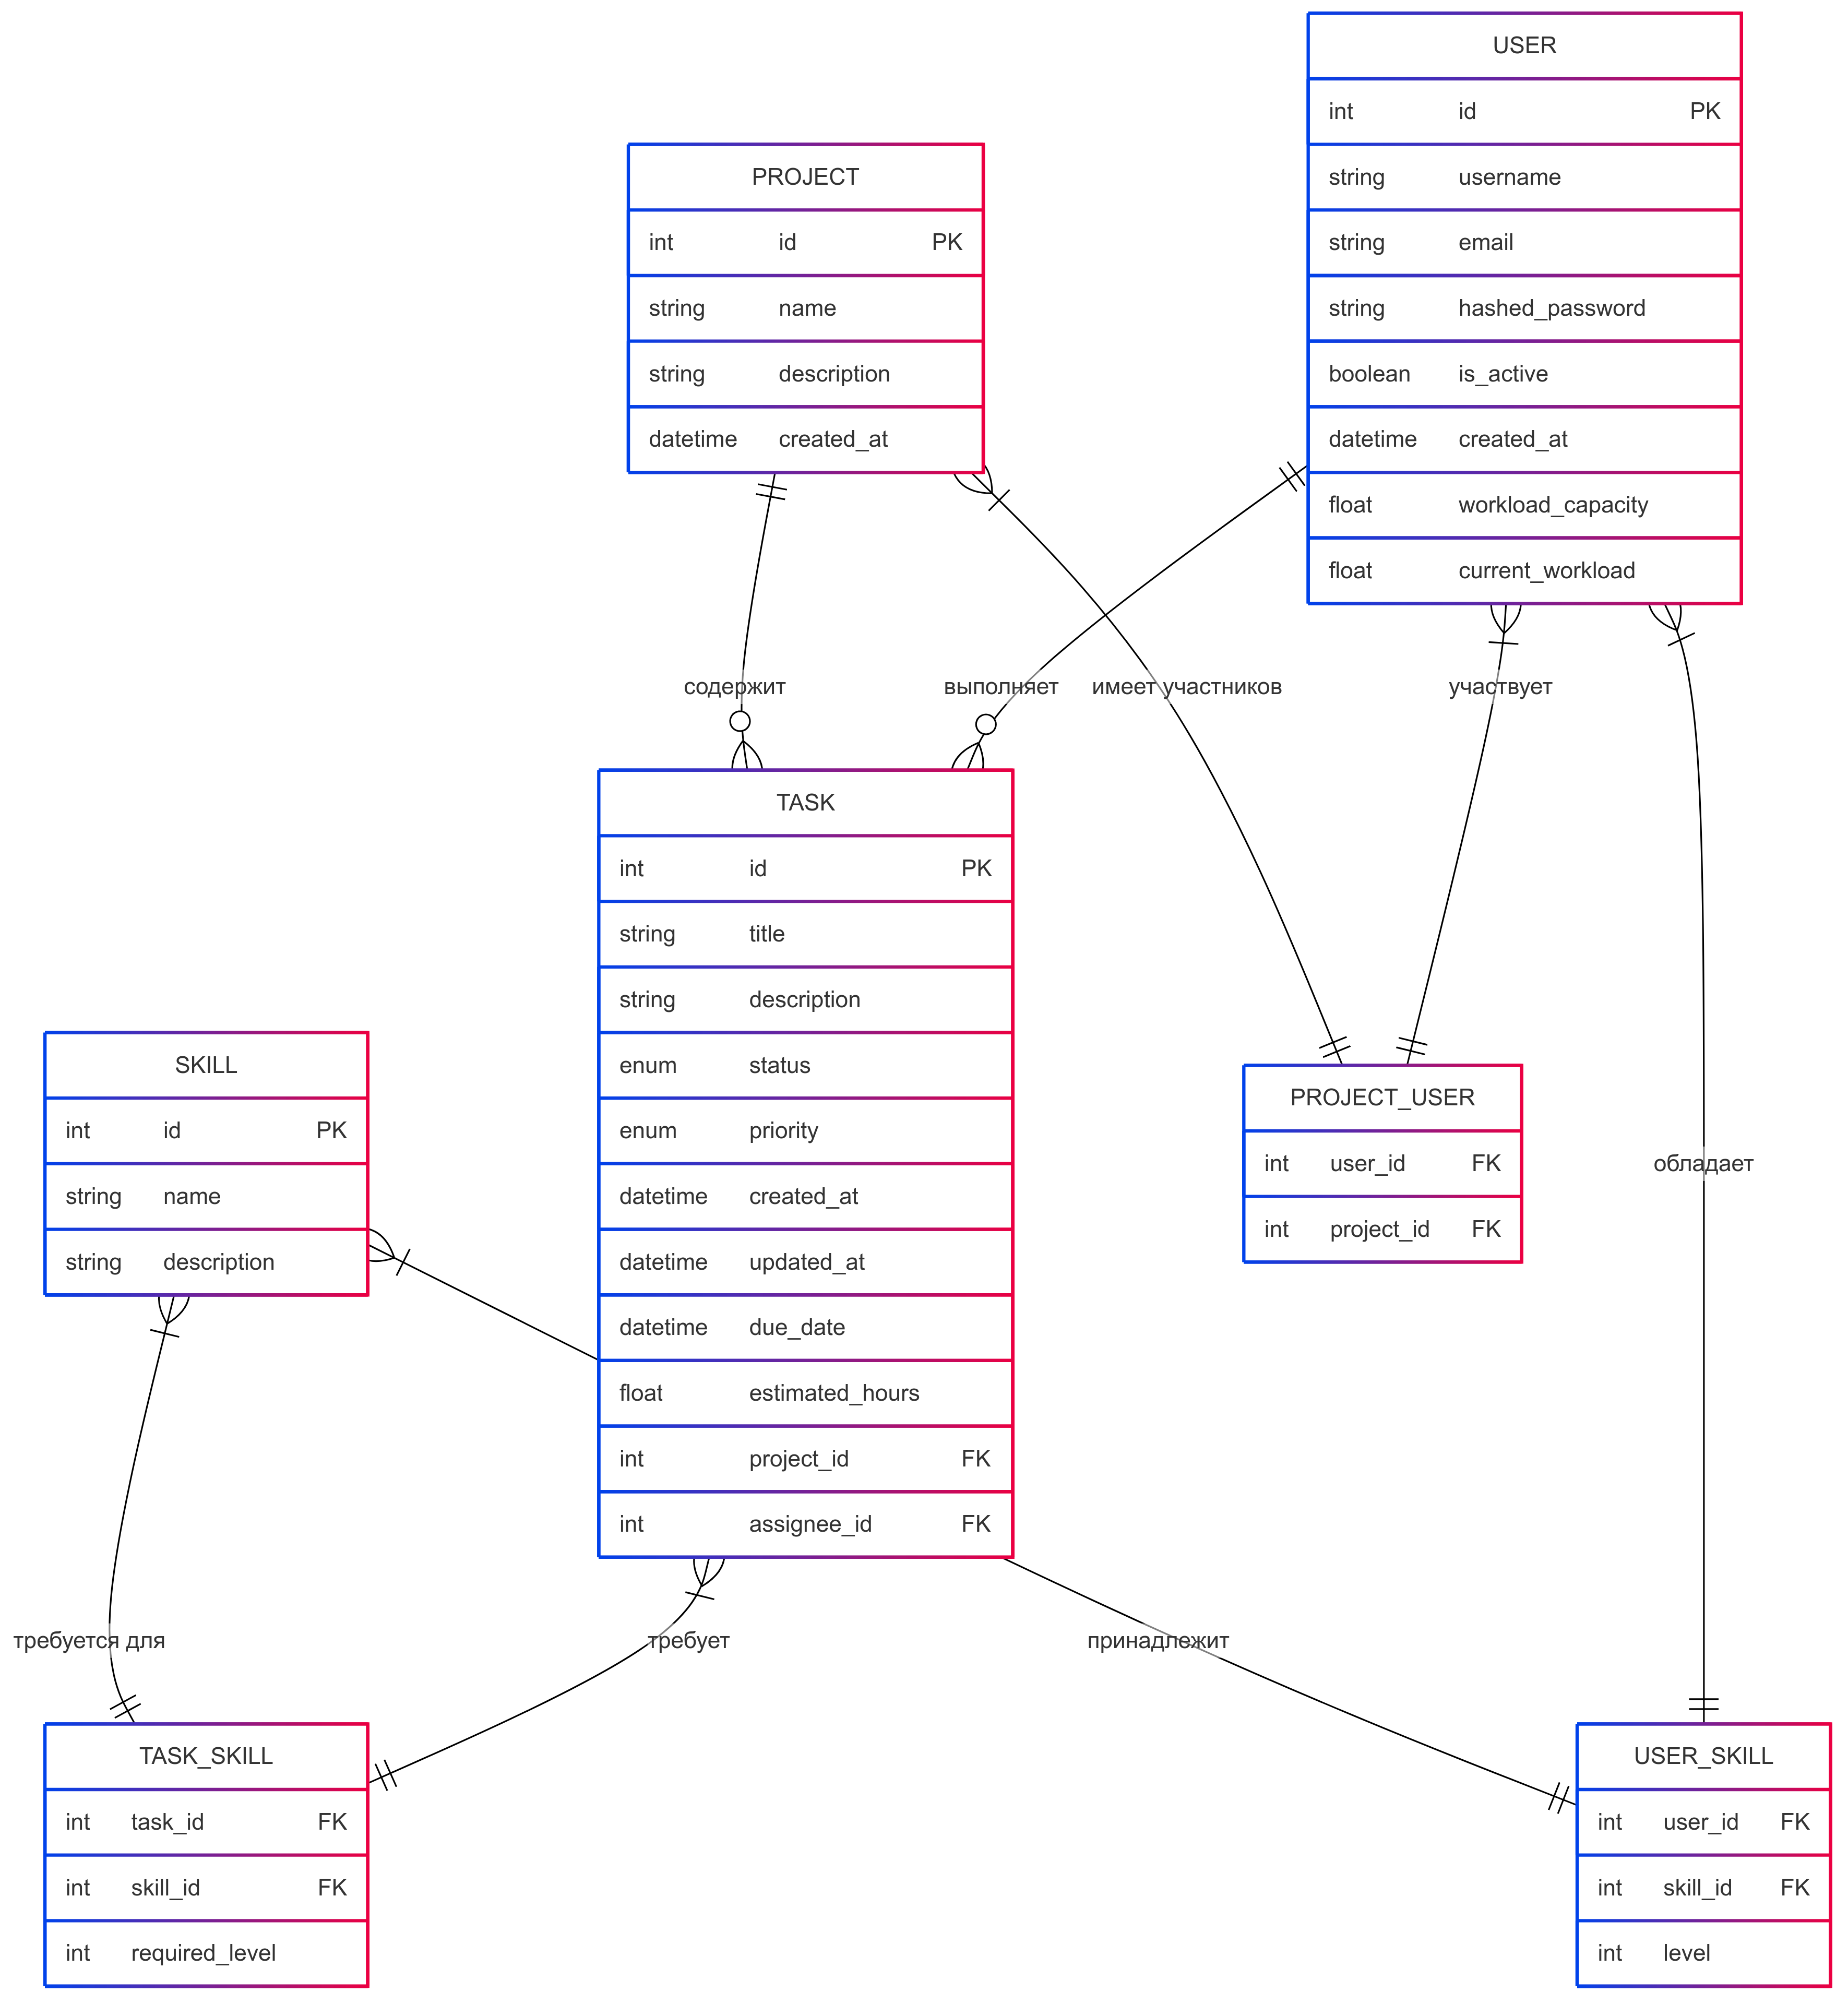 USER
int id PK
string username
string email
string hashed_password
boolean is_active
datetime created_at
float workload_capacity
float current_workload
PROJECT
int id PK
string name
string description
datetime created_at
содержит
выполняет
имеет участников
участвует
TASK
int id PK
string title
string description
enum status
enum priority
datetime created_at
datetime updated_at
datetime due_date
float estimated_hours
int project_id FK
int assignee_id FK
SKILL
int id PK
string name
string description
PROJECT_USER
int user_id FK
int project_id FK
обладает
требуется для
требует
принадлежит
TASK_SKILL
int task_id FK
int skill_id FK
int required_level
USER_SKILL
int user_id FK
int skill_id FK
int level